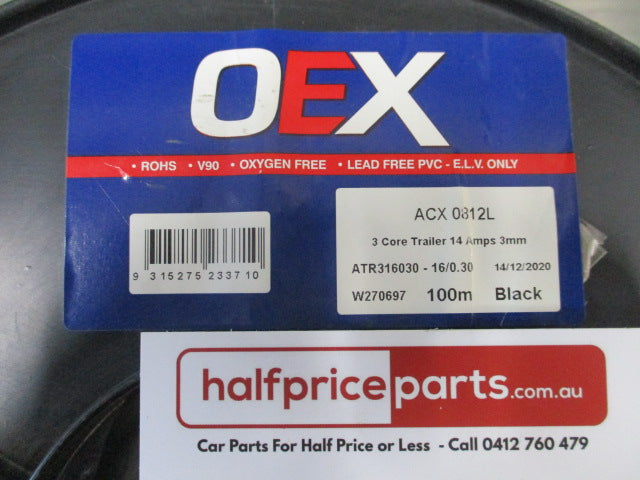 OEX
• ROHS • V90 • OXYGEN FREE • LEAD FREE PVC - E.L.V. ONLY
ACX 0812L
3 Core Trailer 14 Amps 3mm
ATR316030 - 16/0.30 14/12/2020
W270697 100m Black
9 315275 233710
halfpriceparts.com.au
Car Parts For Half Price or Less - Call 0412 760 479